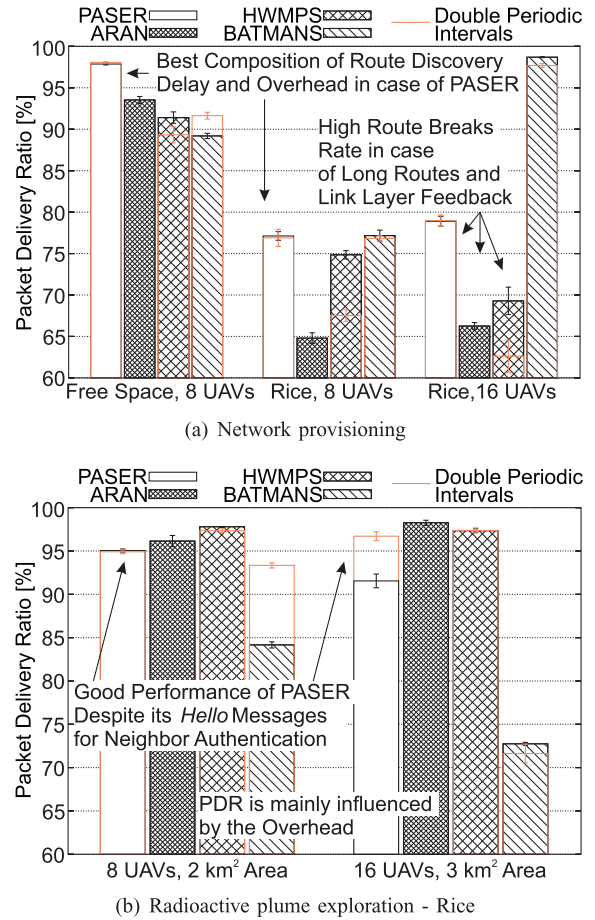 PASER
ARAN
HWMPS
BATMANS
Double Periodic
Intervals
Packet Delivery Ratio [%]
100
95
90
85
80
75
70
65
60
Best Composition of Route Discovery
Delay and Overhead in case of PASER
High Route Breaks
Rate in case
of Long Routes and
Link Layer Feedback
Free Space, 8 UAVs
Rice, 8 UAVs
Rice,16 UAVs
(a) Network provisioning
PASER
ARAN
HWMPS
BATMANS
Double Periodic
Intervals
Packet Delivery Ratio [%]
100
95
90
85
80
75
70
65
60
Good Performance of PASER
Despite its Hello Messages
for Neighbor Authentication
PDR is mainly influenced
by the Overhead
8 UAVs, 2 km² Area
16 UAVs, 3 km² Area
(b) Radioactive plume exploration - Rice